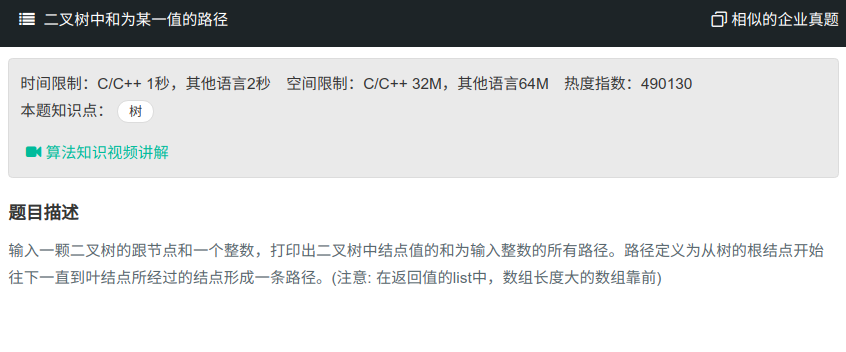 二叉树中和为某一值的路径
相似的企业真题
时间限制：C/C++ 1秒，其他语言2秒 空间限制：C/C++ 32M，其他语言64M 热度指数：490130
本题知识点： 树
算法知识视频讲解
题目描述
输入一颗二叉树的跟节点和一个整数，打印出二叉树中结点值的和为输入整数的所有路径。路径定义为从树的根结点开始
往下一直到叶结点所经过的结点形成一条路径。(注意: 在返回值的list中，数组长度大的数组靠前)